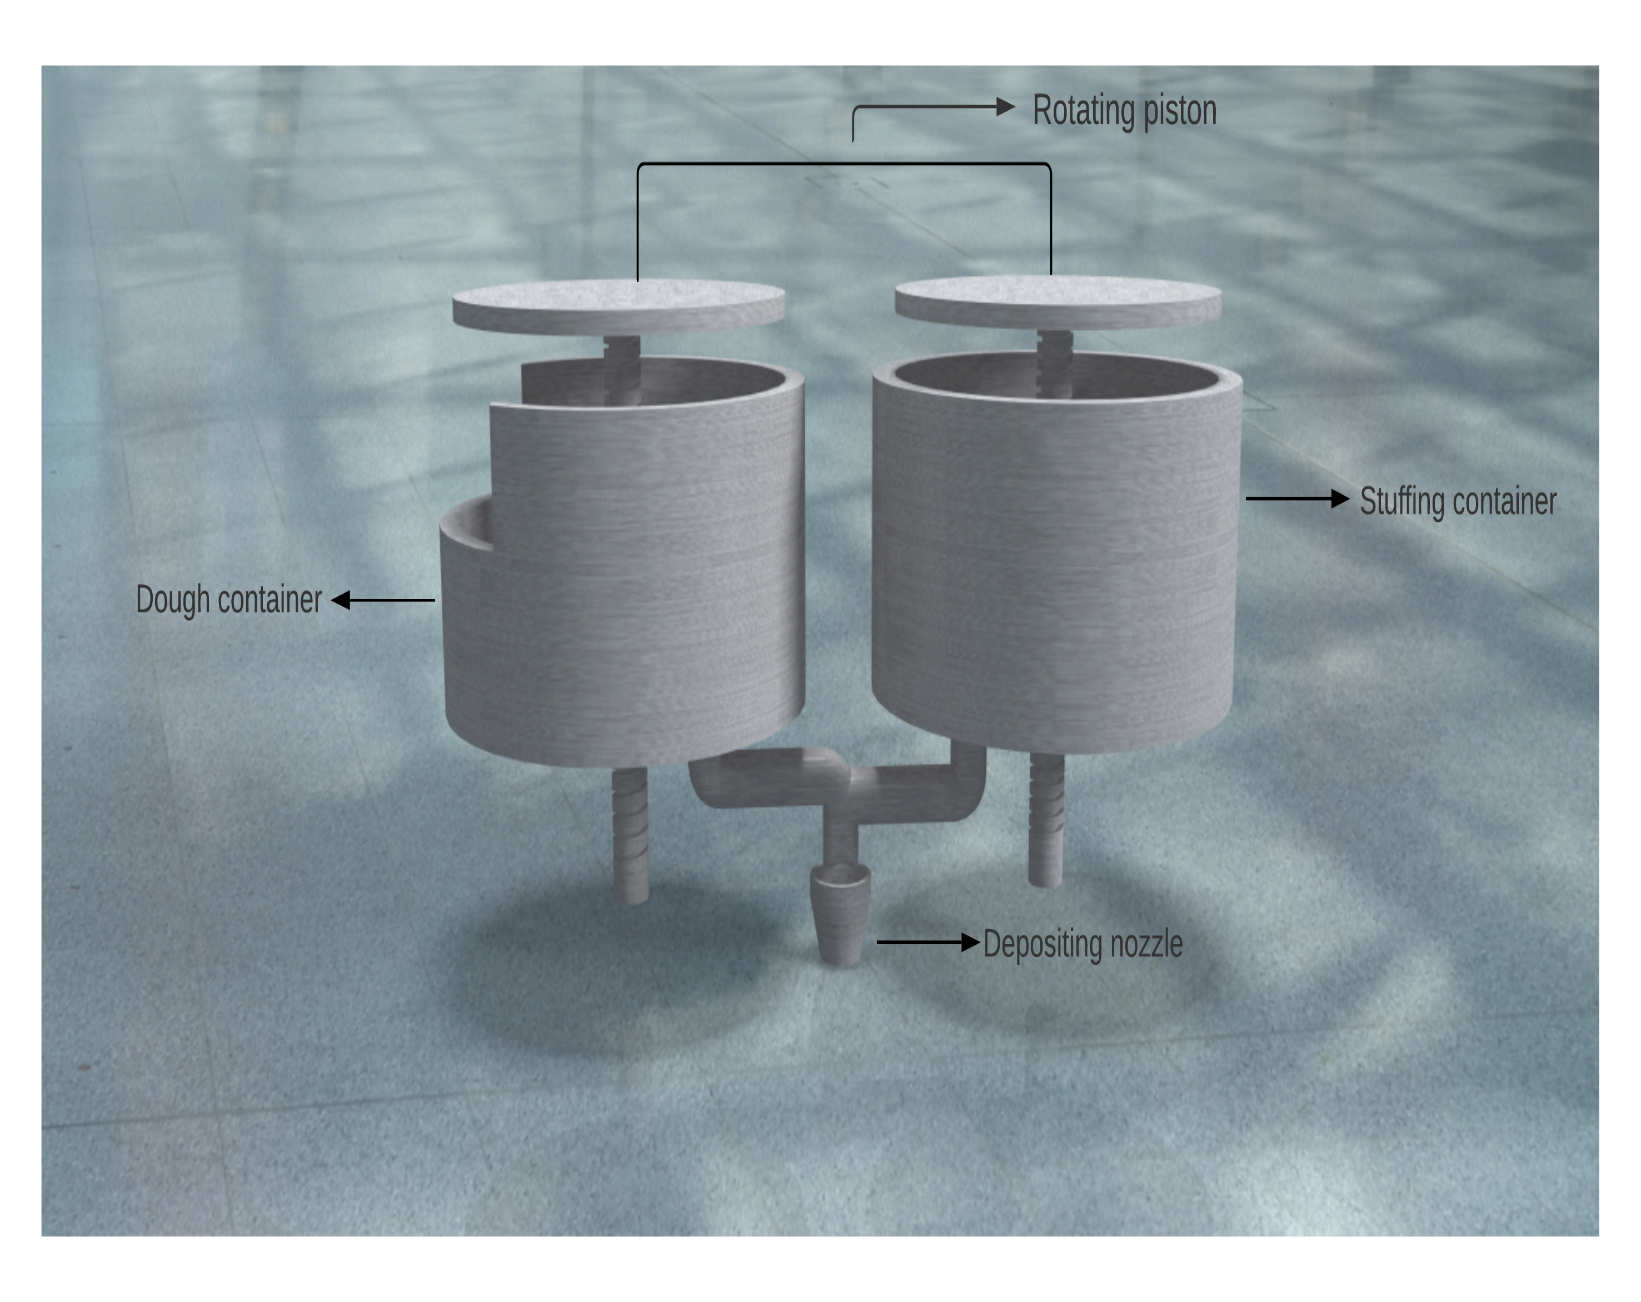 Rotating piston
Stuffing container
Dough container
Depositing nozzle